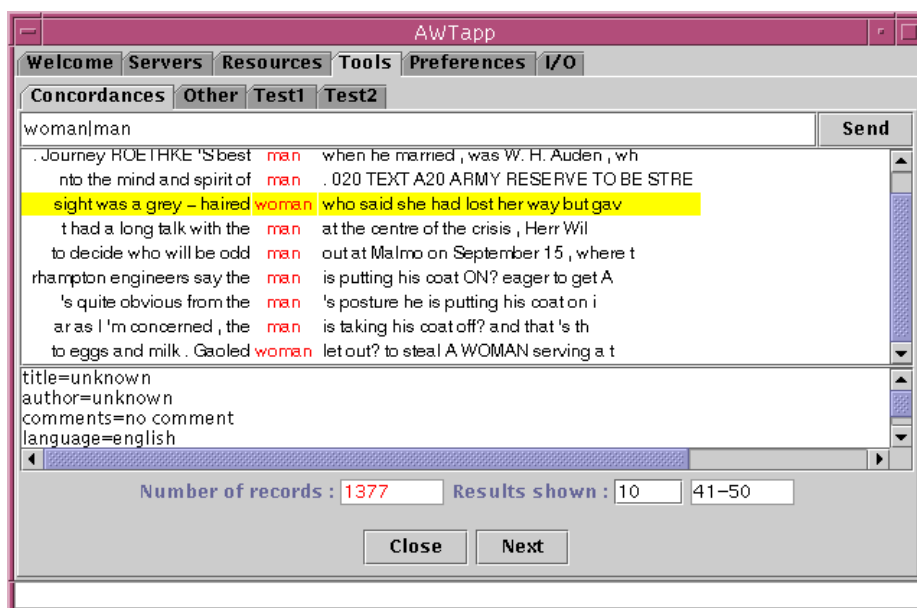 AWTapp
Welcome Servers Resources Tools Preferences I/O
Concordances Other Test1 Test2
woman|man Send
. Journey ROETHKE 'S best man when he married , was W. H. Auden , wh
nto the mind and spirit of man . 020 TEXT A20 ARMY RESERVE TO BE STRE
sight was a grey – haired woman who said she had lost her way but gav
t had a long talk with the man at the centre of the crisis , Herr Wil
to decide who will be odd man out at Malmo on September 15 , where t
rhampton engineers say the man is putting his coat ON? eager to get A
's quite obvious from the man 's posture he is putting his coat on i
ar as I 'm concerned , the man is taking his coat off? and that 's th
to eggs and milk . Gaoled woman let out? to steal A WOMAN serving a t
title=unknown
author=unknown
comments=no comment
language=english
Number of records : 1377 Results shown : 10 41–50
Close Next